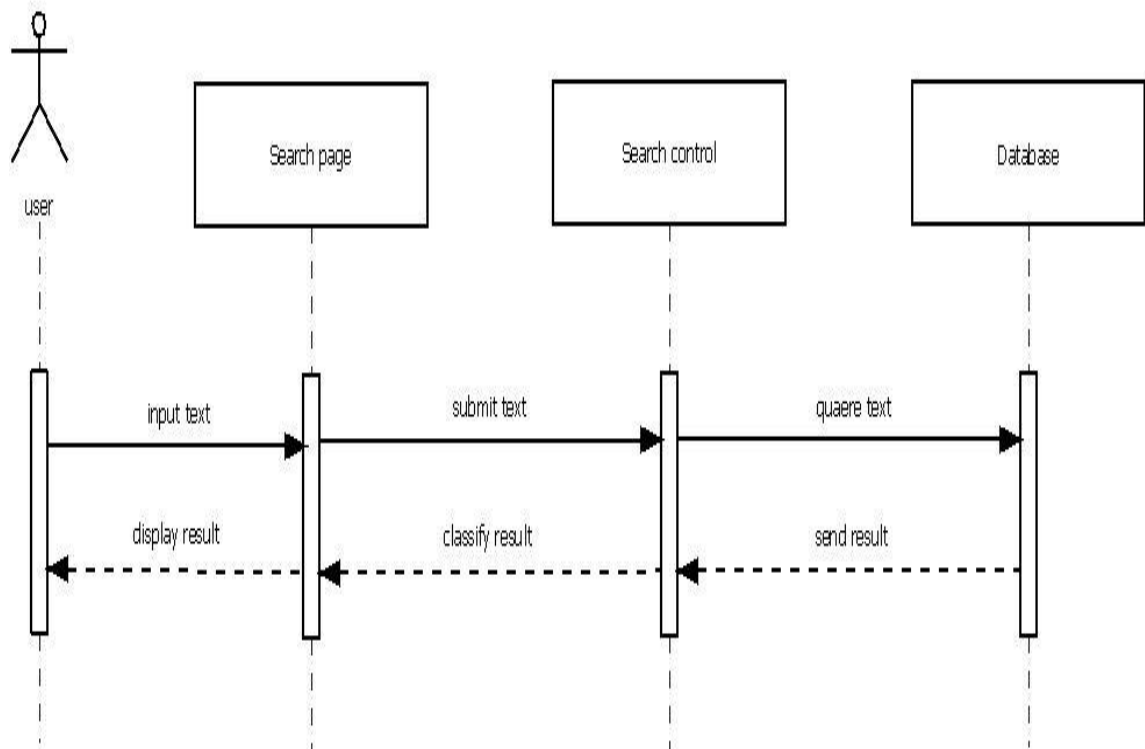 Search page
Search control
Database
user
input text
submit text
quaere text
display result
classify result
send result